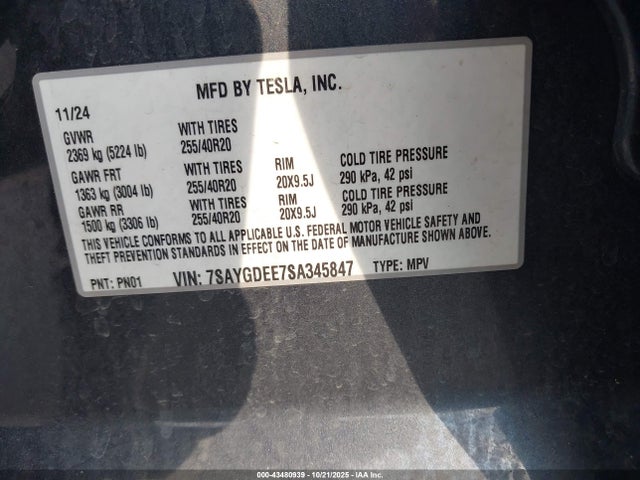 MFD BY TESLA, INC.
11/24
GVWR WITH TIRES
2369 kg (5224 lb) 255/40R20
GAWR FRT WITH TIRES RIM COLD TIRE PRESSURE
1363 kg (3004 lb) 255/40R20 20X9.5J 290 kPa, 42 psi
GAWR RR WITH TIRES RIM COLD TIRE PRESSURE
1500 kg (3306 lb) 255/40R20 20X9.5J 290 kPa, 42 psi
THIS VEHICLE CONFORMS TO ALL APPLICABLE U.S. FEDERAL MOTOR VEHICLE SAFETY AND
THEFT PREVENTION STANDARDS IN EFFECT ON THE DATE OF MANUFACTURE SHOWN ABOVE.
PNT: PN01 VIN: 7SAYGDEE7SA345847 TYPE: MPV
000-43480939 - 10/21/2025 - IAA Inc.